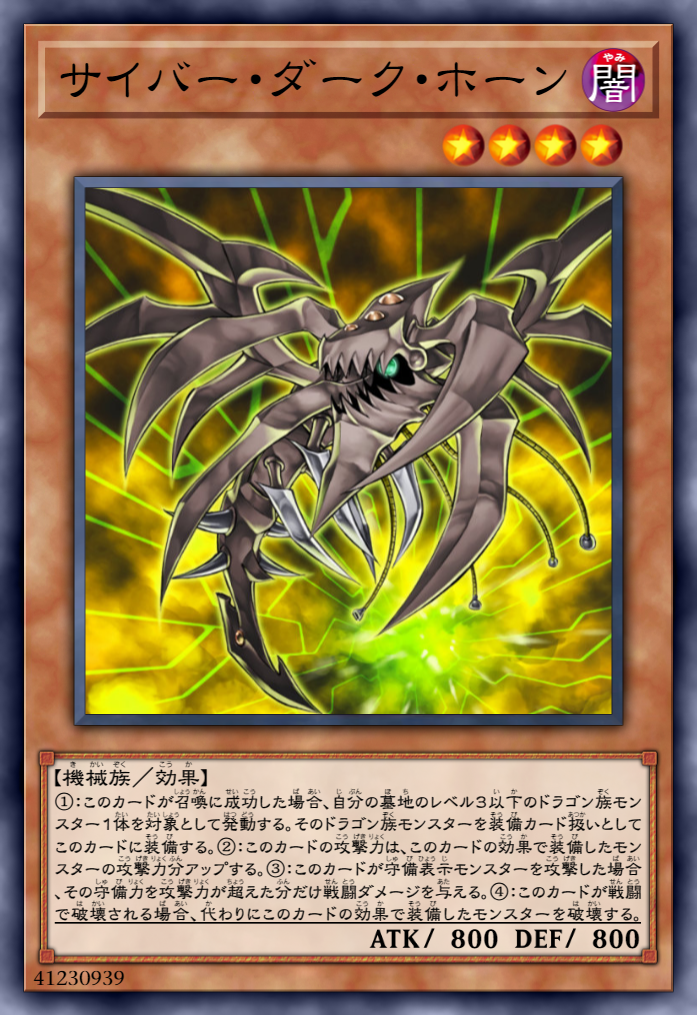 サイバー・ダーク・ホーン
やみ
闇
【機械族／効果】
①：このカードが召喚に成功した場合、自分の墓地のレベル3以下のドラゴン族モン
スター1体を対象として発動する。そのドラゴン族モンスターを装備カード扱いとして
このカードに装備する。②：このカードの攻撃力は、このカードの効果で装備したモン
スターの攻撃力分アップする。③：このカードが守備表示モンスターを攻撃した場合
、その守備力を攻撃力が超えた分だけ戦闘ダメージを与える。④：このカードが戦闘
で破壊される場合、代わりにこのカードの効果で装備したモンスターを破壊する。
ATK/ 800 DEF/ 800
41230939